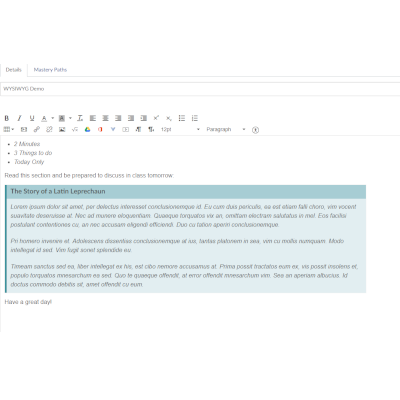 Details Mastery Paths
WYSIWYG Demo
B I U A A
12pt Paragraph
2 Minutes
3 Things to do
Today Only
Read this section and be prepared to discuss in class tomorrow.
The Story of a Latin Leprechaun
Lorem ipsum dolor sit amet, per delectus interesset conclusionemque id. Eu cum duis periculis, ea est etiam falli choro, vim vocent
suavitate deseruisse at. Nec ad munere eloquentiam. Quaeque torquatos vix an, omittam electram salutatus in mel. Eos facilisi
postulant contentiones cu, an nec accusam eligendi efficiendi. Duo cu tation aperiri conclusionemque.
Pri homero invenire et. Adolescens dissentias conclusionemque at ius, tantas platonem in sea, vim cu mollis numquam. Modo
intellegat id sed. Vim fugit sonet splendide eu.
Timeam sanctus sed ea, liber intellegat ex his, est cibo nemore accusamus at. Prima possit tractatos eum ex, vis possit insolens et,
populo torquatos mnesarchum ex sed. Quo te quaeque offendit, at error offendit mnesarchum vim. Sea an detraxit albucius. Id
doctus commodo debitis sit, amet offendit cu eum.
Have a great day!